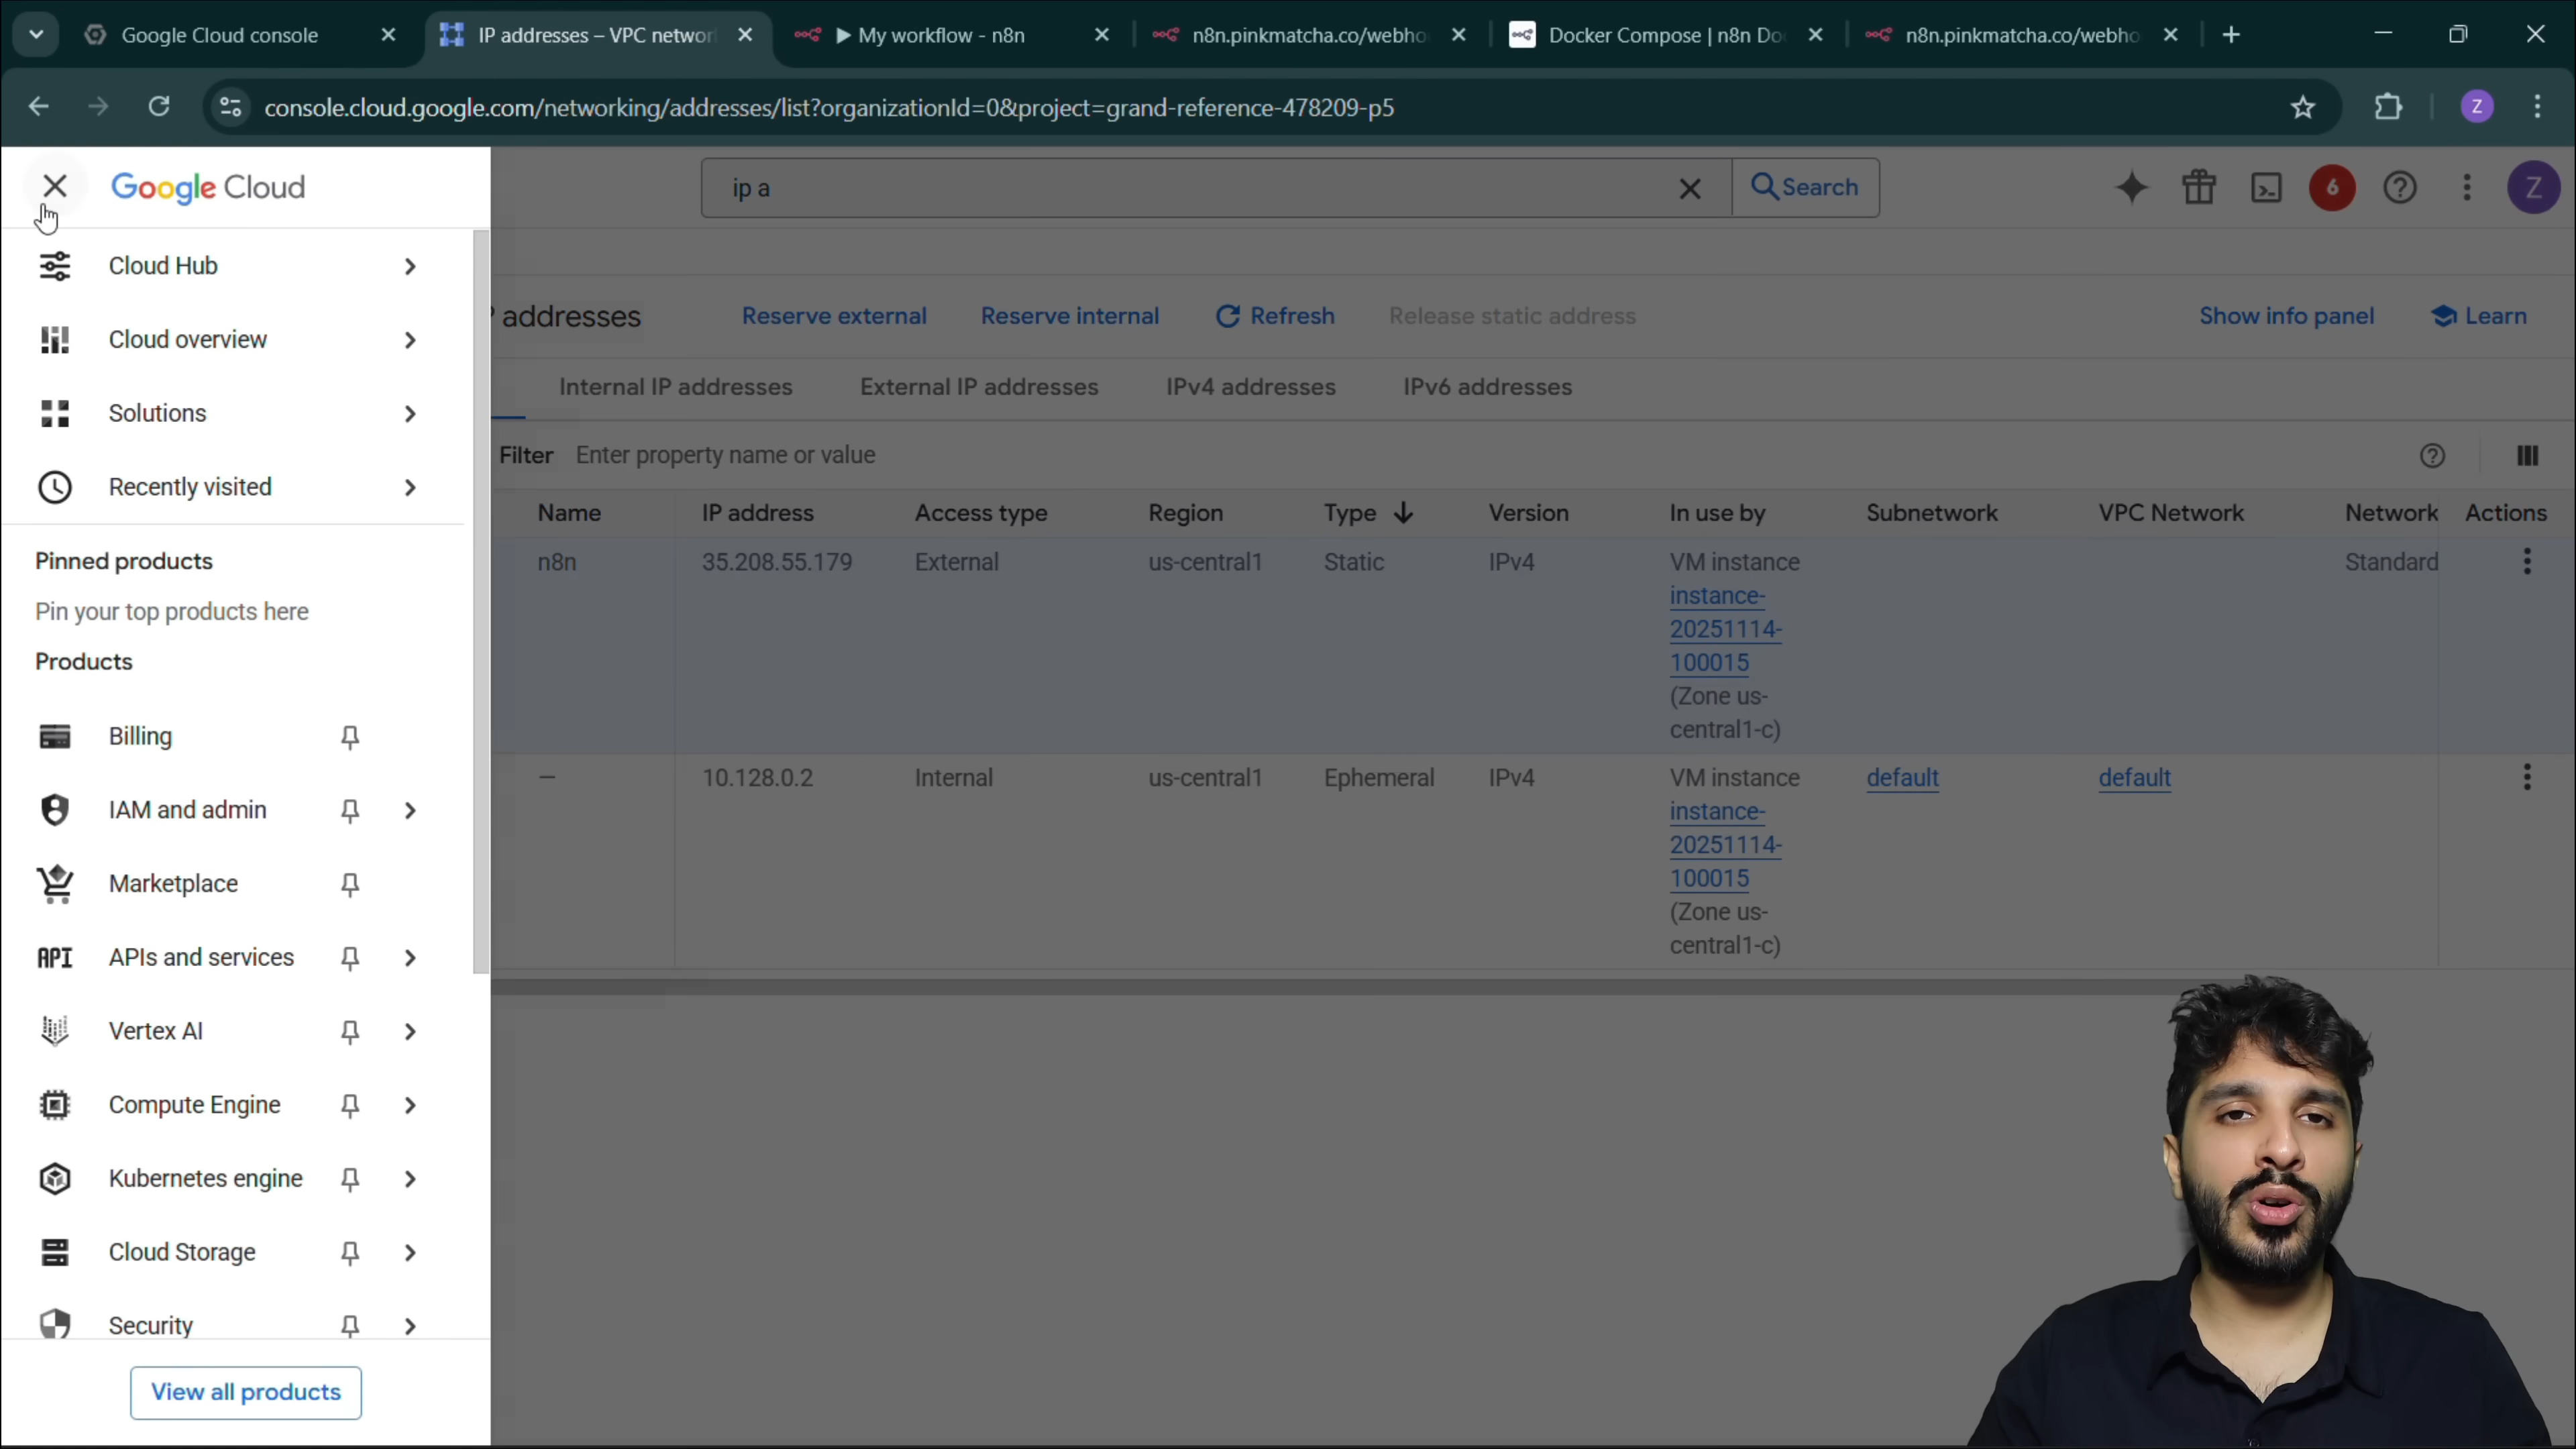 Google Cloud console
IP addresses – VPC networ
▶ My workflow - n8n
n8n.pinkmatcha.co/webho
Docker Compose | n8n Do
n8n.pinkmatcha.co/webho
console.cloud.google.com/networking/addresses/list?organizationId=0&project=grand-reference-478209-p5
Z
Google Cloud
ip a
Search
6
Z
Cloud Hub
Cloud overview
Solutions
Recently visited
Pinned products
Pin your top products here
Products
Billing
IAM and admin
Marketplace
API APIs and services
Vertex AI
Compute Engine
Kubernetes engine
Cloud Storage
Security
View all products
addresses
Reserve external
Reserve internal
Refresh
Release static address
Show info panel
Learn
Internal IP addresses
External IP addresses
IPv4 addresses
IPv6 addresses
Filter Enter property name or value
Name IP address Access type Region Type Version In use by Subnetwork VPC Network Network Actions
n8n 35.208.55.179 External us-central1 Static IPv4 VM instance Standard
instance-
20251114-
100015
(Zone us-
central1-c)
— 10.128.0.2 Internal us-central1 Ephemeral IPv4 VM instance default default
instance-
20251114-
100015
(Zone us-
central1-c)